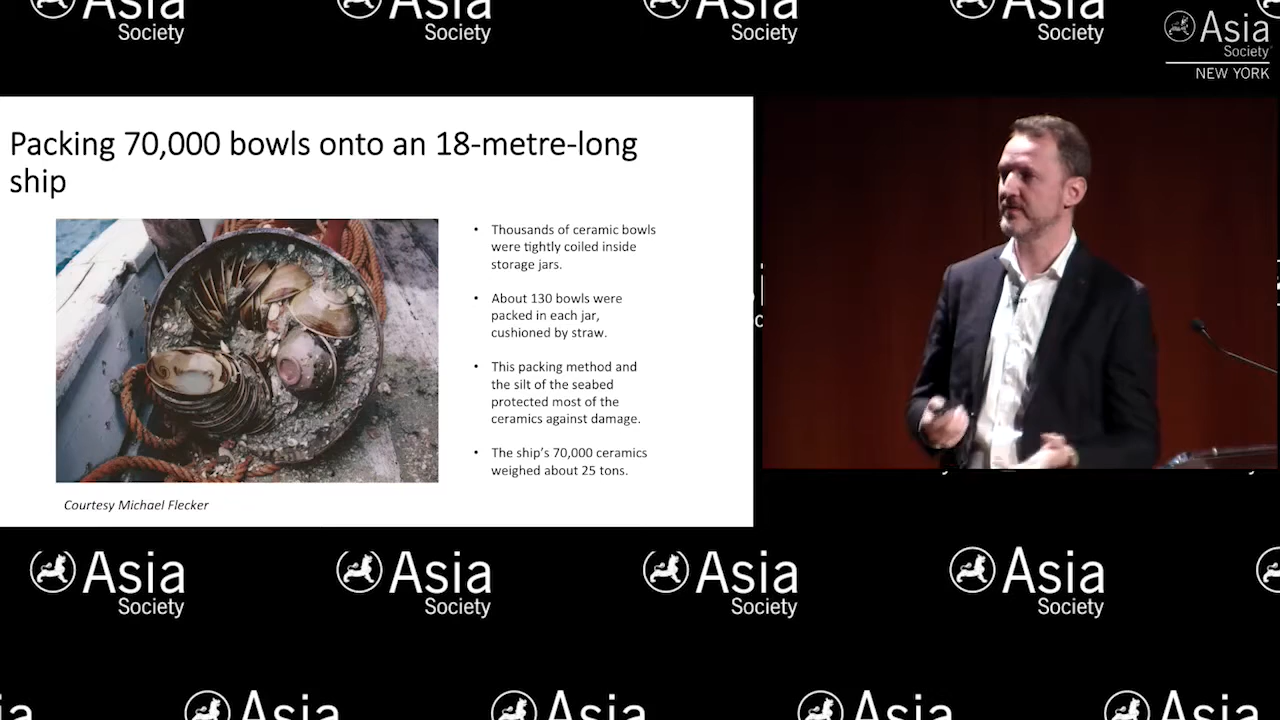 Asia
Society
Asia
Society
Asia
Society
Asia
Society
Asia
Society
NEW YORK
Packing 70,000 bowls onto an 18-metre-long
ship
• Thousands of ceramic bowls
were tightly coiled inside
storage jars.
• About 130 bowls were
packed in each jar,
cushioned by straw.
• This packing method and
the silt of the seabed
protected most of the
ceramics against damage.
• The ship's 70,000 ceramics
weighed about 25 tons.
Courtesy Michael Flecker
Asia
Society
Asia
Society
Asia
Society
Asia
Society
Asia
Asia
Asia
Asia